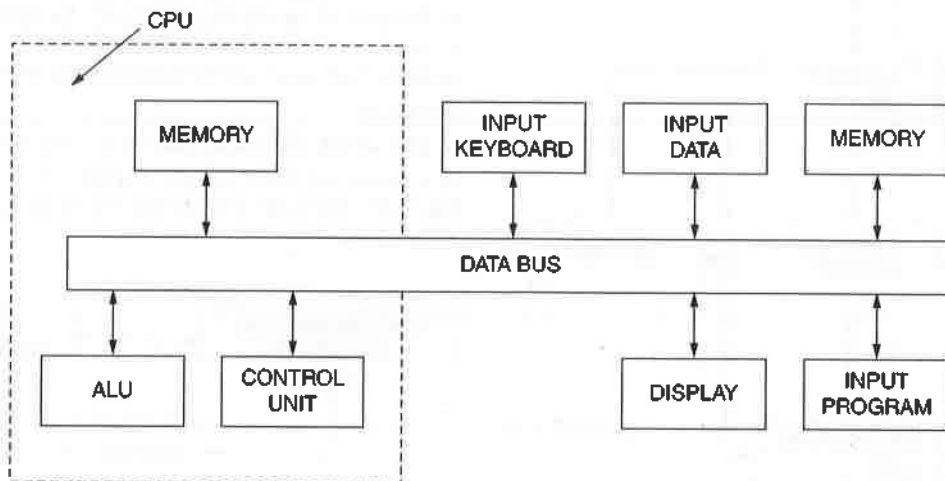 CPU
MEMORY
INPUT
KEYBOARD
INPUT
DATA
MEMORY
DATA BUS
ALU
CONTROL
UNIT
DISPLAY
INPUT
PROGRAM